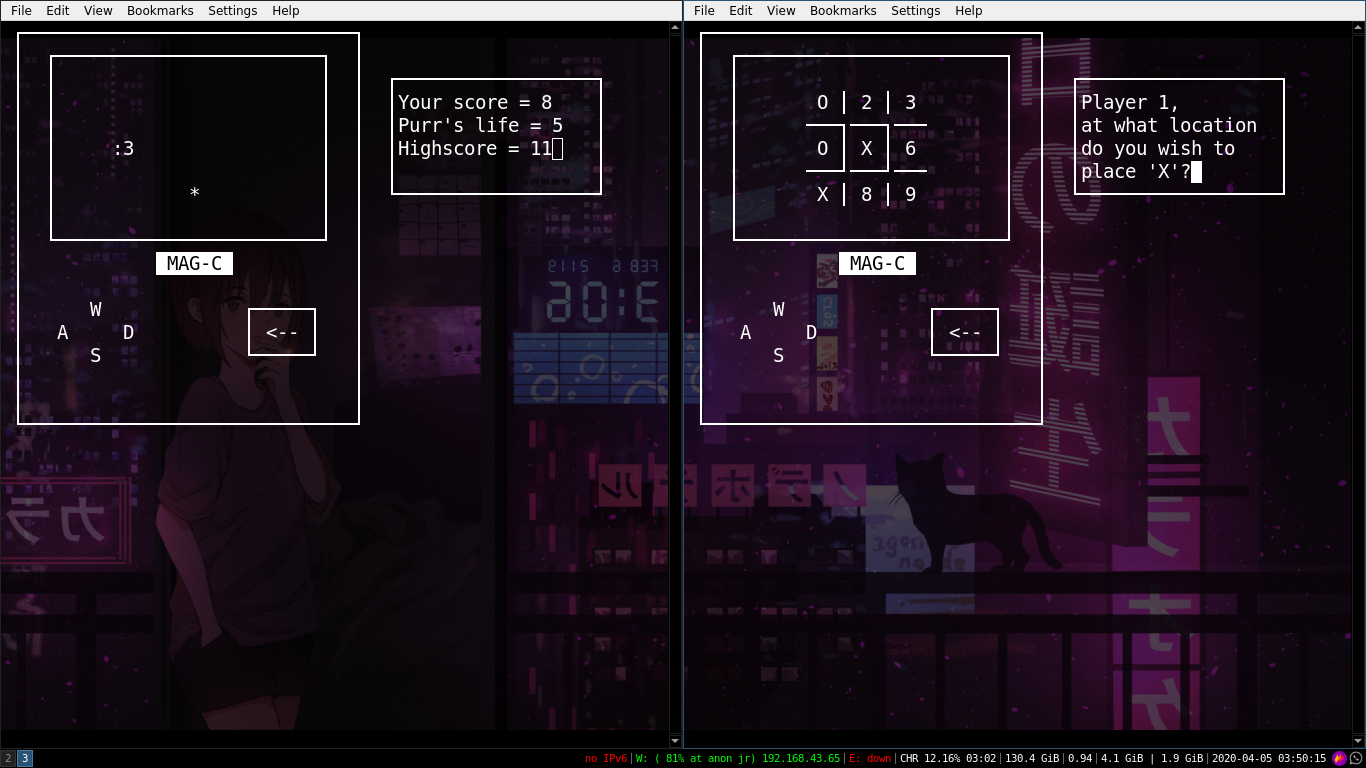 File Edit View Bookmarks Settings Help
Your score = 8
Purr's life = 5
Highscore = 11
:3
*
MAG-C
W
A D
S
<--
File Edit View Bookmarks Settings Help
O | 2 | 3
O | X | 6
X | 8 | 9
Player 1,
at what location
do you wish to
place 'X'?
MAG-C
W
A D
S
<--
2 3
no IPv6|W: ( 81% at anon jr) 192.168.43.65|E: down|CHR 12.16% 03:02|130.4 GiB|0.94|4.1 GiB | 1.9 GiB|2020-04-05 03:50:15